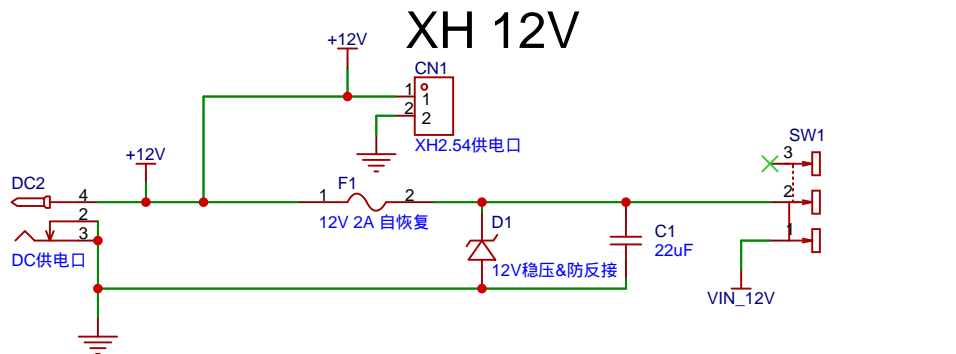 XH 12V
+12V
CN1
1
1
2
2
XH2.54供电口
SW1
3
+12V
DC2
4
F1
1
2
2
2
12V 2A 自恢复
D1
3
C1
1
DC供电口
22uF
12V稳压&防反接
VIN_12V